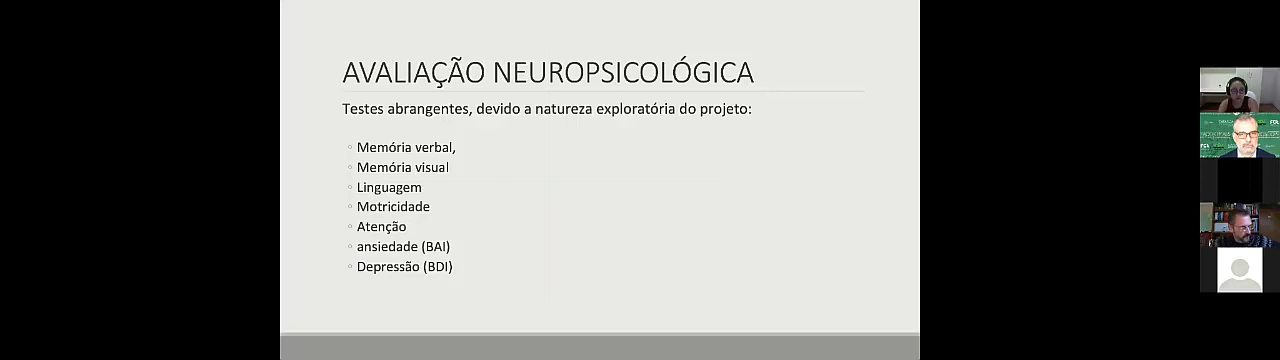 AVALIAÇÃO NEUROPSICOLÓGICA
Testes abrangentes, devido a natureza exploratória do projeto:
◦ Memória verbal,
◦ Memória visual
◦ Linguagem
◦ Motricidade
◦ Atenção
◦ ansiedade (BAI)
◦ Depressão (BDI)